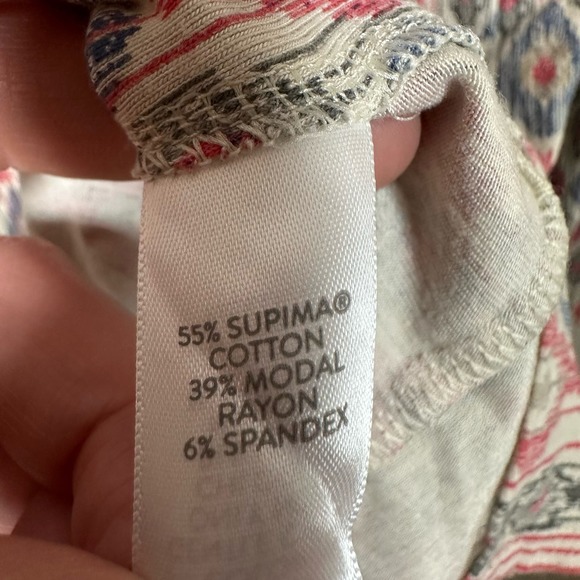 55% SUPIMA®
COTTON
39% MODAL
RAYON
6% SPANDEX